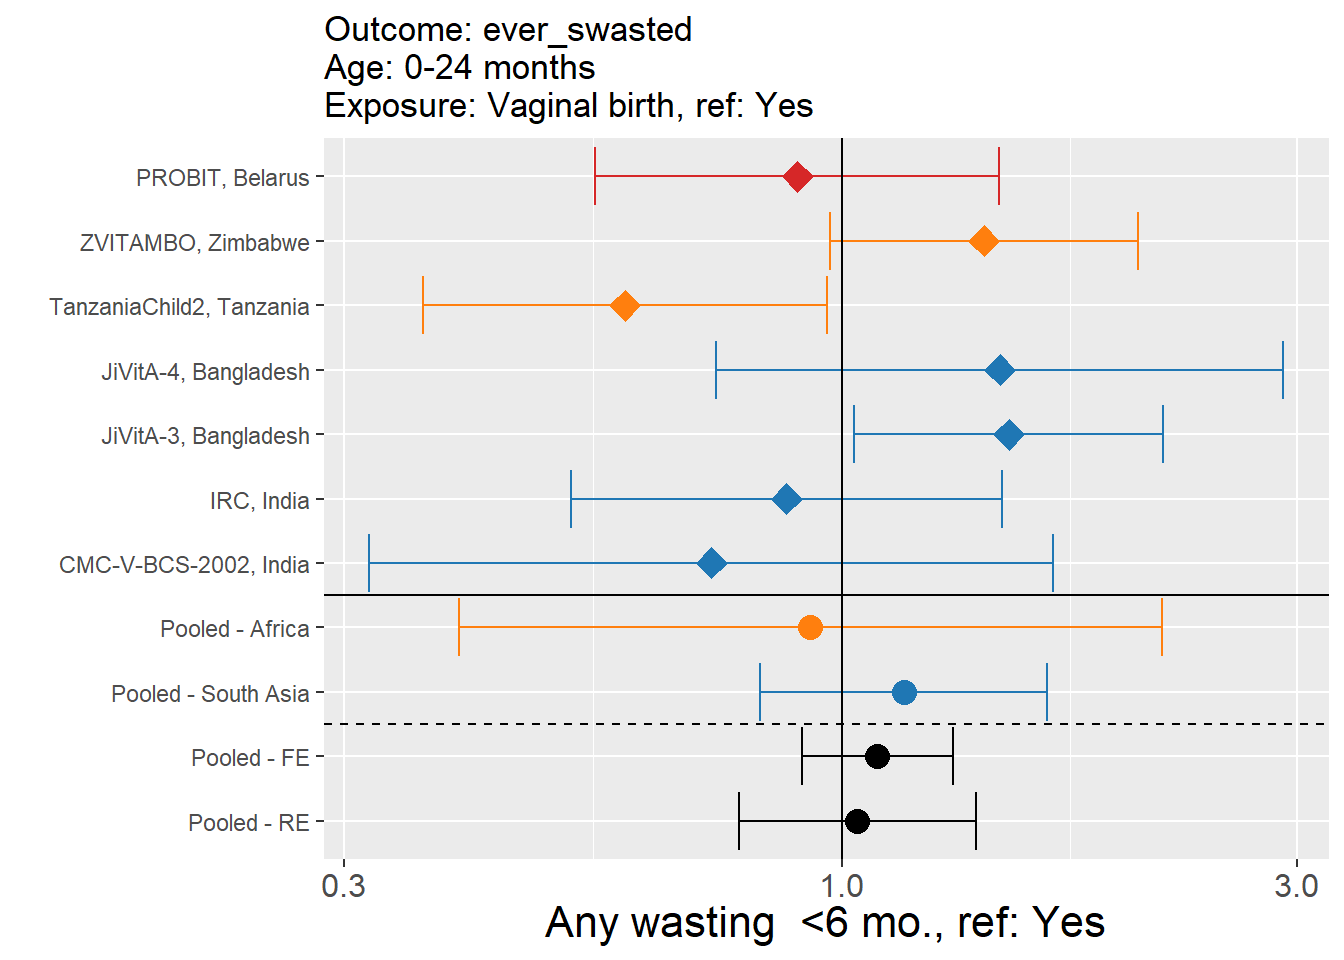 Outcome: ever_swasted
Age: 0-24 months
Exposure: Vaginal birth, ref: Yes
PROBIT, Belarus
ZVITAMBO, Zimbabwe
TanzaniaChild2, Tanzania
JiVitA-4, Bangladesh
JiVitA-3, Bangladesh
IRC, India
CMC-V-BCS-2002, India
Pooled - Africa
Pooled - South Asia
Pooled - FE
Pooled - RE
0.3 1.0 3.0
Any wasting  <6 mo., ref: Yes